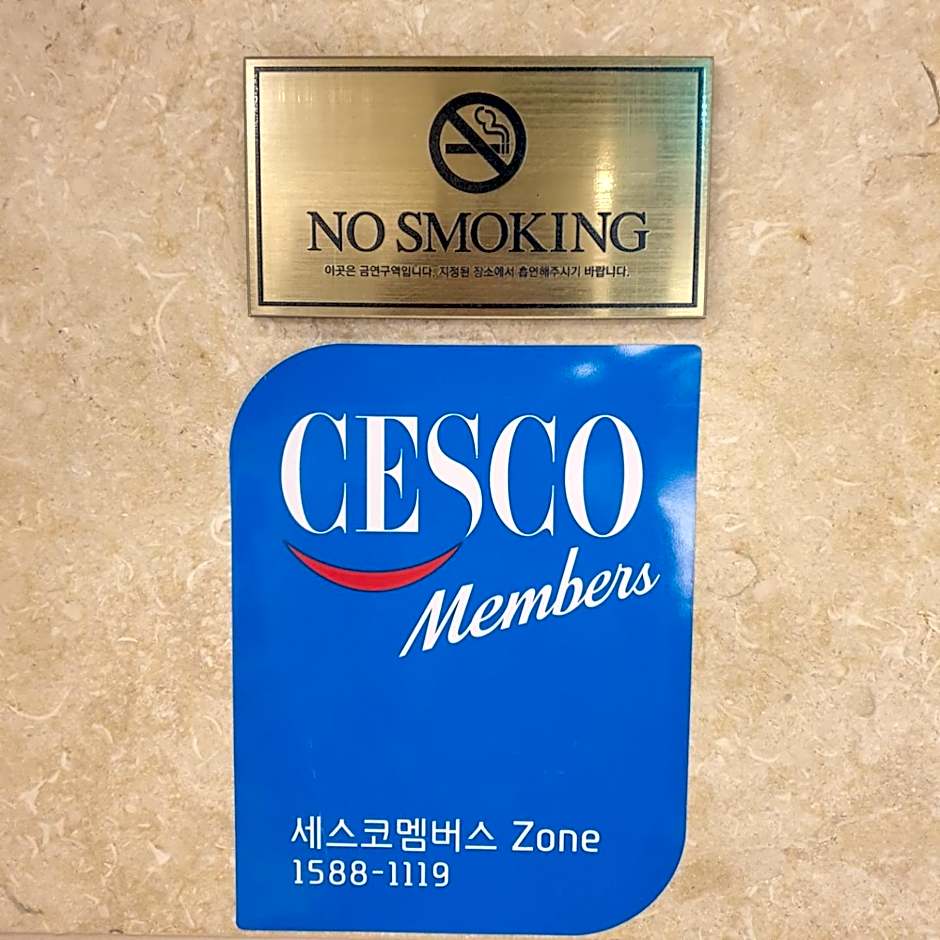 NO SMOKING
이곳은 금연구역입니다. 지정된 장소에서 흡연해주시기 바랍니다.
CESCO
Members
세스코멤버스 Zone
1588-1119